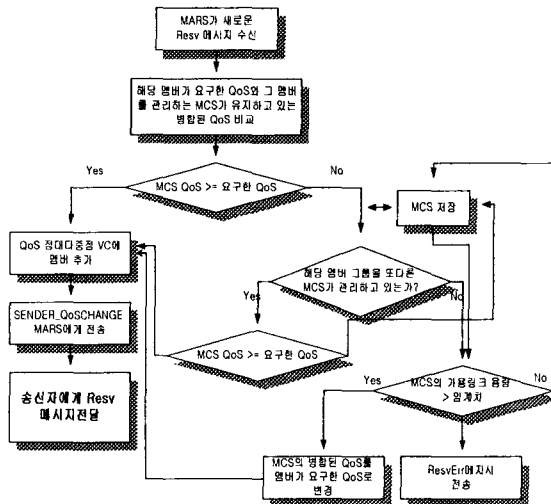 MARS가 새로운
Resv 메시지 수신
해당 멤버가 요구한 QoS와 그 멤버
를 관리하는 MCS가 유지하고 있는
병합된 QoS 비교
Yes
No
MCS QoS >= 요구한 QoS
MCS 저장
QoS 점대다중점 VC에
멤버 추가
해당 멤버 그룹을 또다른
MCS가 관리하고 있는가?
Yes
No
SENDER_QoSCHANGE
MARS에게 전송
MCS QoS >= 요구한 QoS
송신자에게 Resv
메시지전달
Yes
MCS의 가용링크 용량
> 임계치
No
MCS의 병합된 QoS를
멤버가 요구한 QoS로
변경
ResvErr메시지
전송